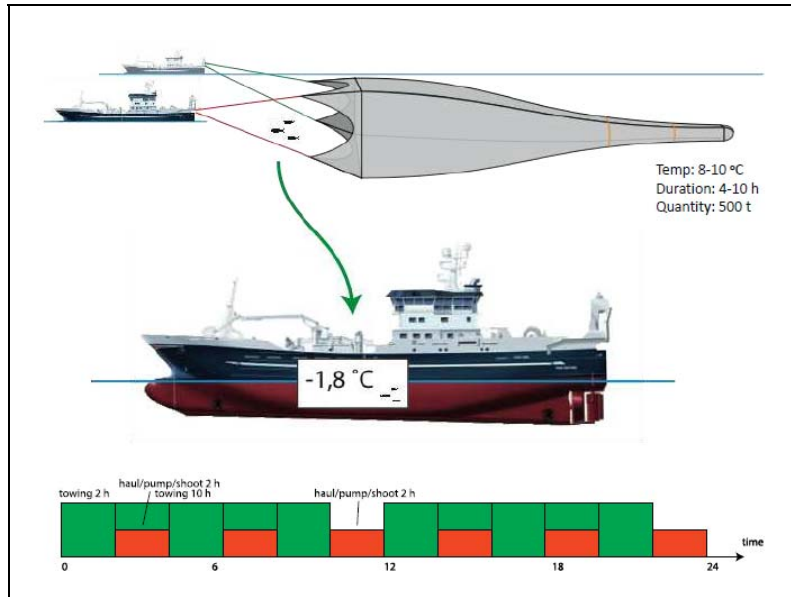 Temp: 8-10 ºC
Duration: 4-10 h
Quantity: 500 t
-1,8 ˚C
haul/pump/shoot 2 h
towing 2 h
towing 10 h
haul/pump/shoot 2 h
time
0
6
12
18
24